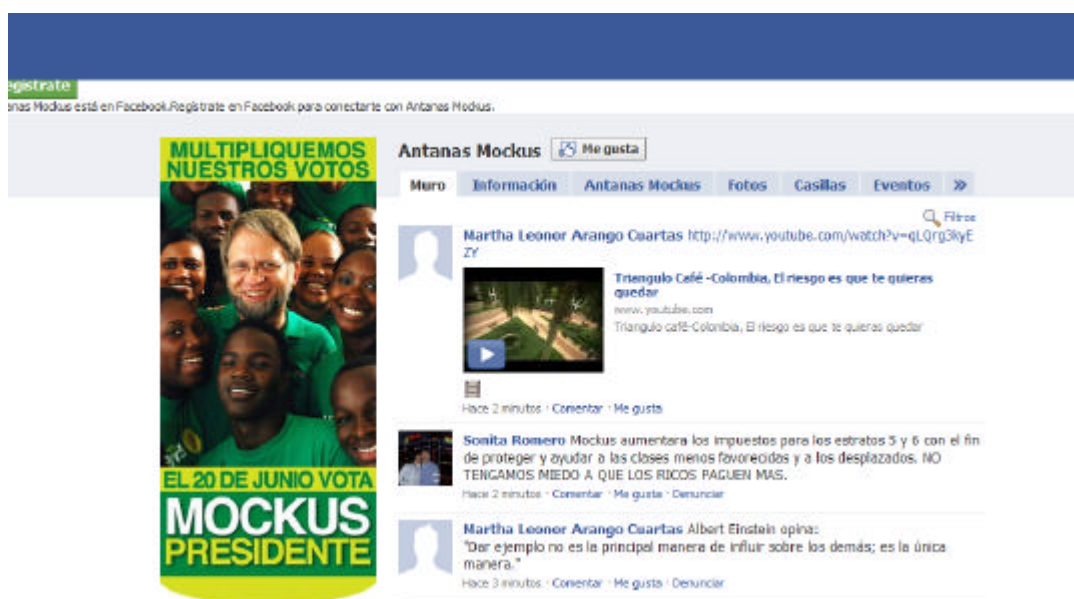 egístrate
anas Mockus está en Facebook.Regístrate en Facebook para conectarte con Antanas Mockus.
MULTIPLIQUEMOS
NUESTROS VOTOS
EL 20 DE JUNIO VOTA
MOCKUS
PRESIDENTE
Antanas Mockus Me gusta
Muro Información Antanas Mockus Fotos Casillas Eventos »
Filtros
Martha Leonor Arango Cuartas http://www.youtube.com/watch?v=qLQrg3kyE
ZY
Triangulo Café -Colombia, El riesgo es que te quieras
quedar
www.youtube.com
Triangulo café-Colombia, El riesgo es que te quieras quedar
Hace 2 minutos · Comentar · Me gusta
Sonita Romero Mockus aumentara los impuestos para los estratos 5 y 6 con el fin
de proteger y ayudar a las clases menos favorecidas y a los desplazados. NO
TENGAMOS MIEDO A QUE LOS RICOS PAGUEN MAS.
Hace 2 minutos · Comentar · Me gusta · Denunciar
Martha Leonor Arango Cuartas Albert Einstein opina:
"Dar ejemplo no es la principal manera de influir sobre los demás; es la única
manera."
Hace 3 minutos · Comentar · Me gusta · Denunciar